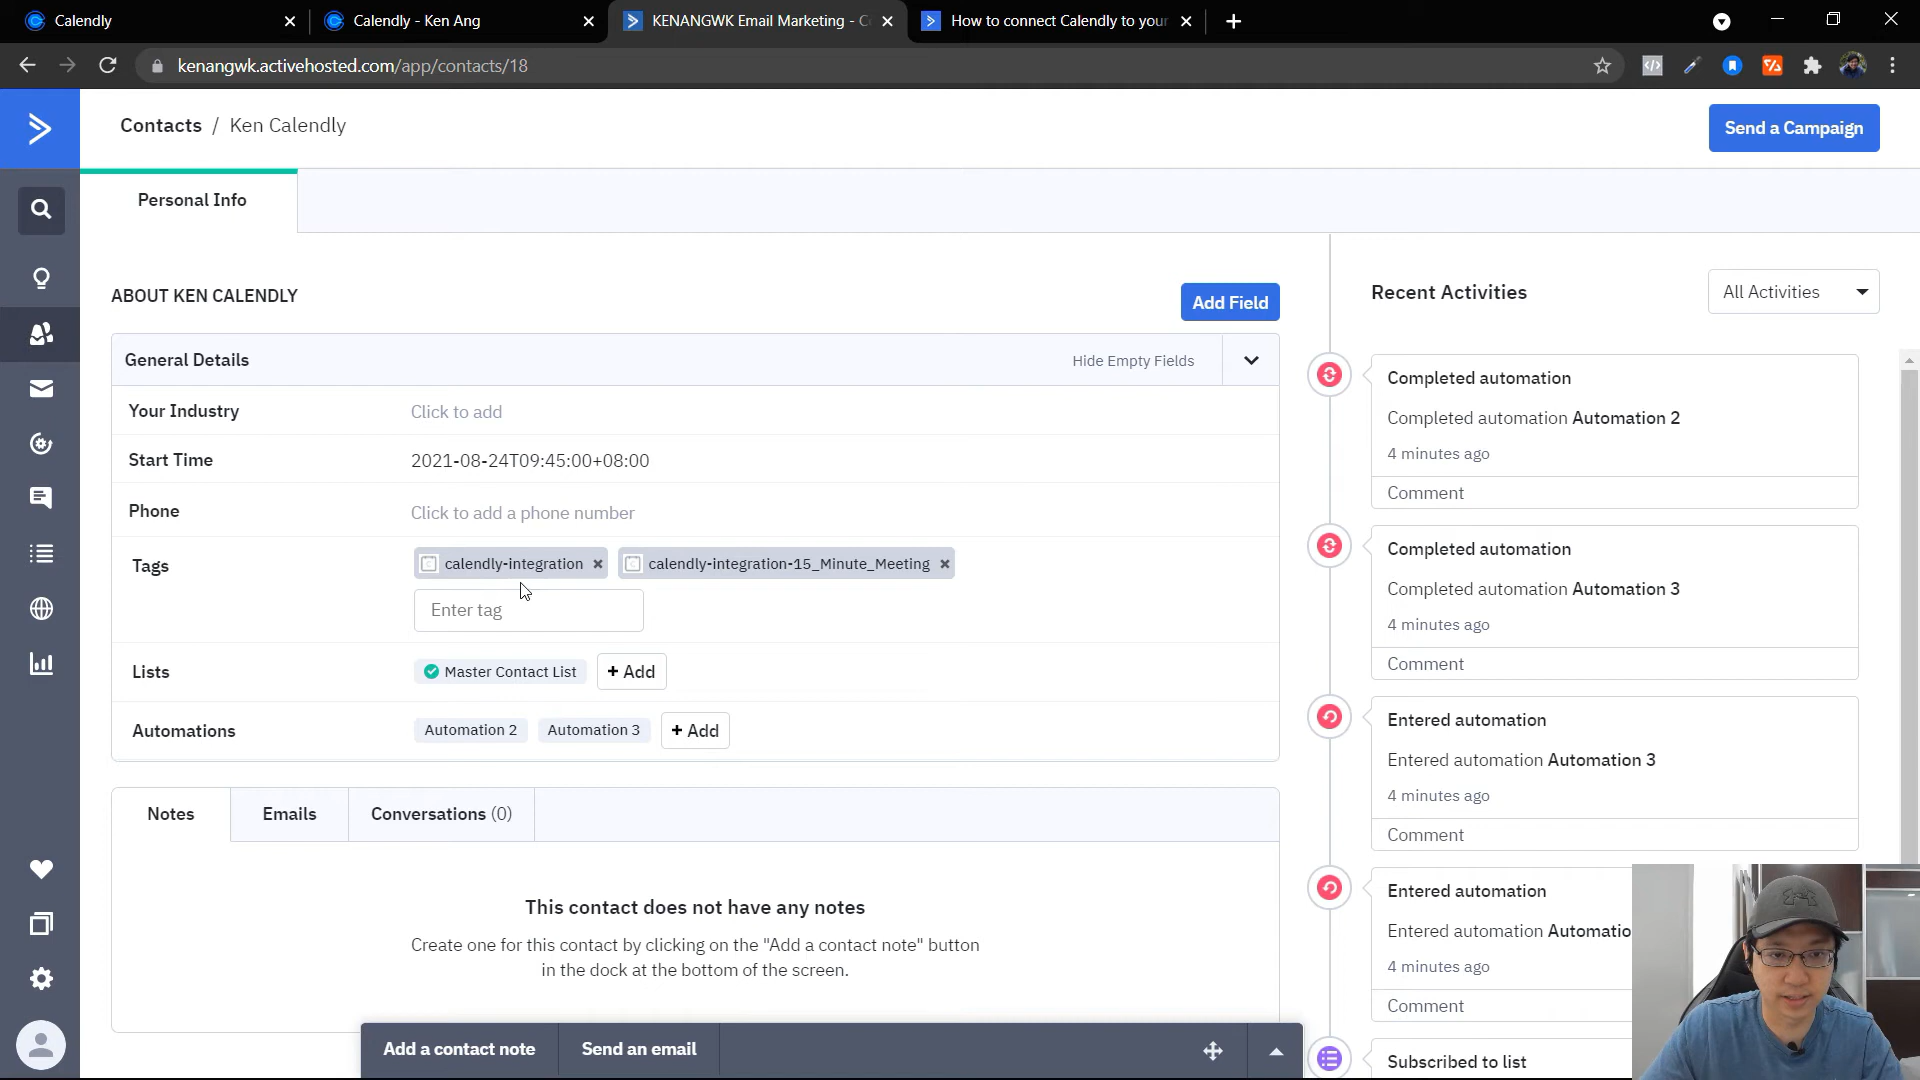 Calendly
Calendly - Ken Ang
KENANGWK Email Marketing - C
How to connect Calendly to your
kenangwk.activehosted.com/app/contacts/18
Contacts / Ken Calendly
Send a Campaign
Personal Info
ABOUT KEN CALENDLY
Add Field
General Details
Hide Empty Fields
Your Industry
Click to add
Start Time
2021-08-24T09:45:00+08:00
Phone
Click to add a phone number
Tags
calendly-integration
calendly-integration-15_Minute_Meeting
Enter tag
Lists
Master Contact List
+ Add
Automations
Automation 2
Automation 3
+ Add
Notes
Emails
Conversations (0)
This contact does not have any notes
Create one for this contact by clicking on the "Add a contact note" button
in the dock at the bottom of the screen.
Add a contact note
Send an email
Recent Activities
All Activities
Completed automation
Completed automation Automation 2
4 minutes ago
Comment
Completed automation
Completed automation Automation 3
4 minutes ago
Comment
Entered automation
Entered automation Automation 3
4 minutes ago
Comment
Entered automation
Entered automation Automatio
4 minutes ago
Comment
Subscribed to list